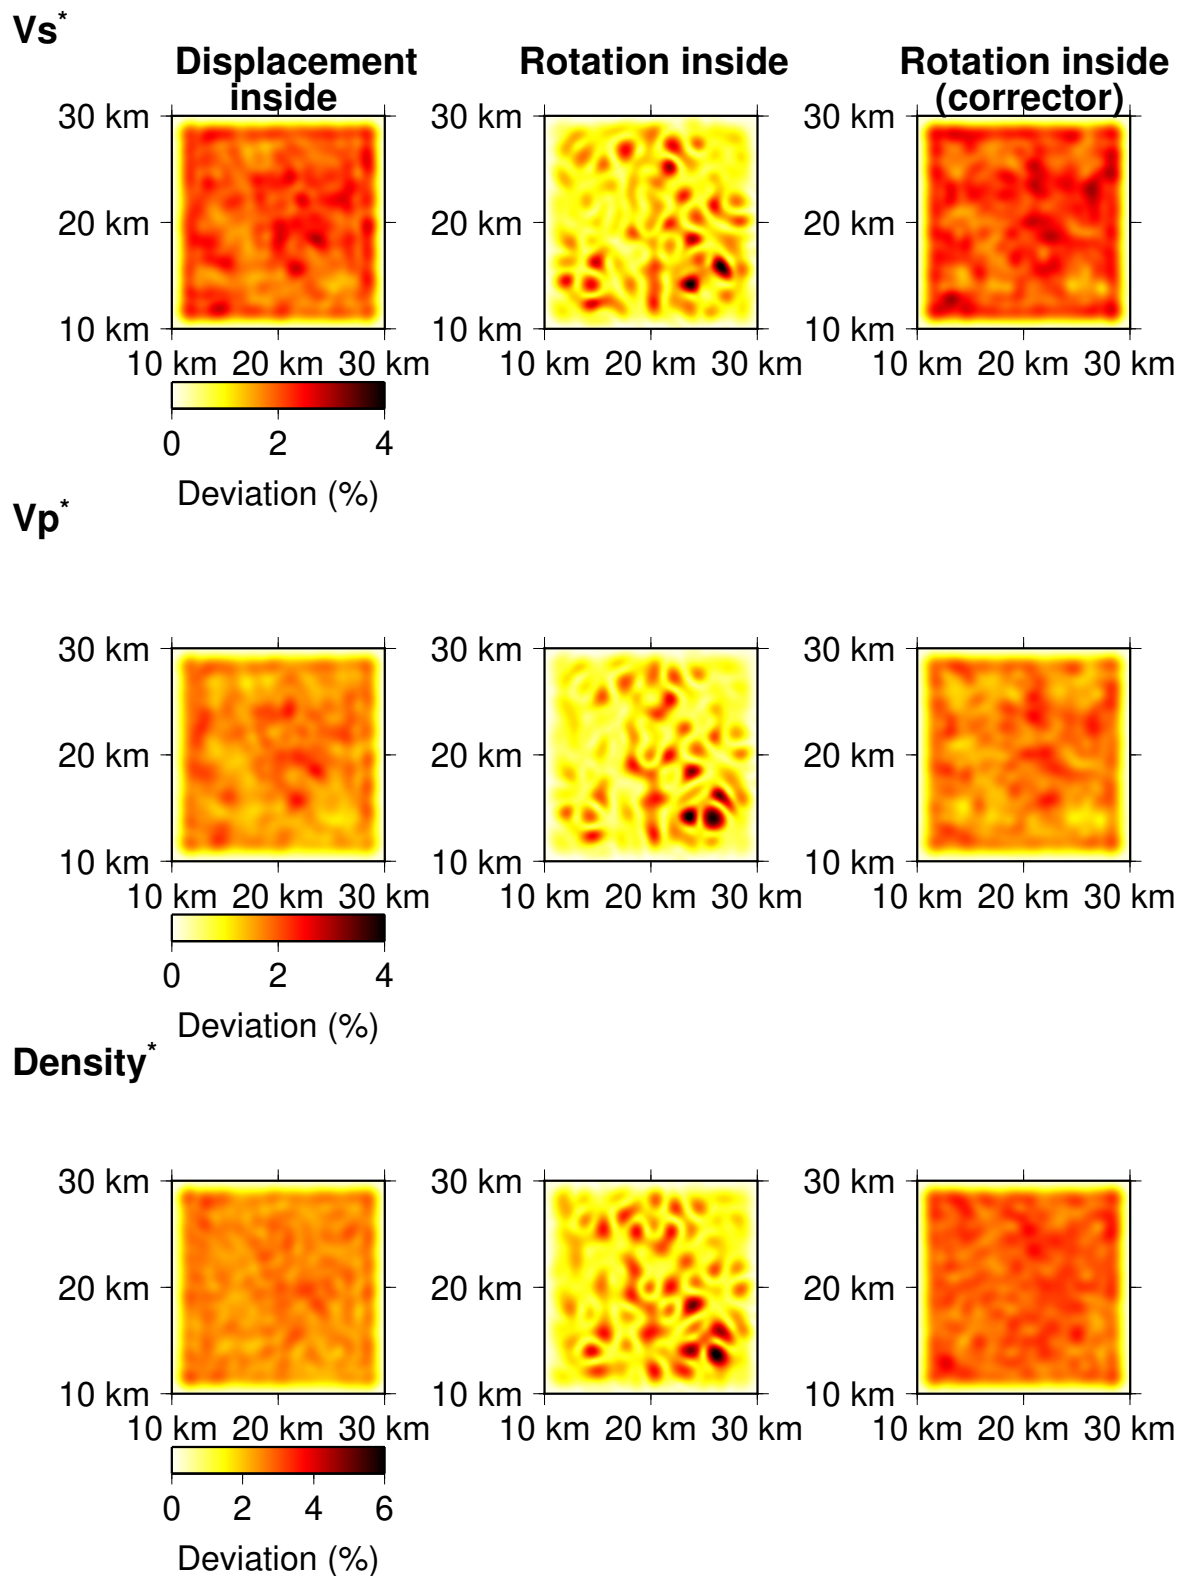 Vs*
Displacement inside
Rotation inside
Rotation inside (corrector)
30 km 30 km 30 km
20 km 20 km 20 km
10 km 10 km 10 km
10 km 20 km 30 km 10 km 20 km 30 km 10 km 20 km 30 km
0 2 4
Deviation (%)
Vp*
30 km 30 km 30 km
20 km 20 km 20 km
10 km 10 km 10 km
10 km 20 km 30 km 10 km 20 km 30 km 10 km 20 km 30 km
0 2 4
Deviation (%)
Density*
30 km 30 km 30 km
20 km 20 km 20 km
10 km 10 km 10 km
10 km 20 km 30 km 10 km 20 km 30 km 10 km 20 km 30 km
0 2 4 6
Deviation (%)